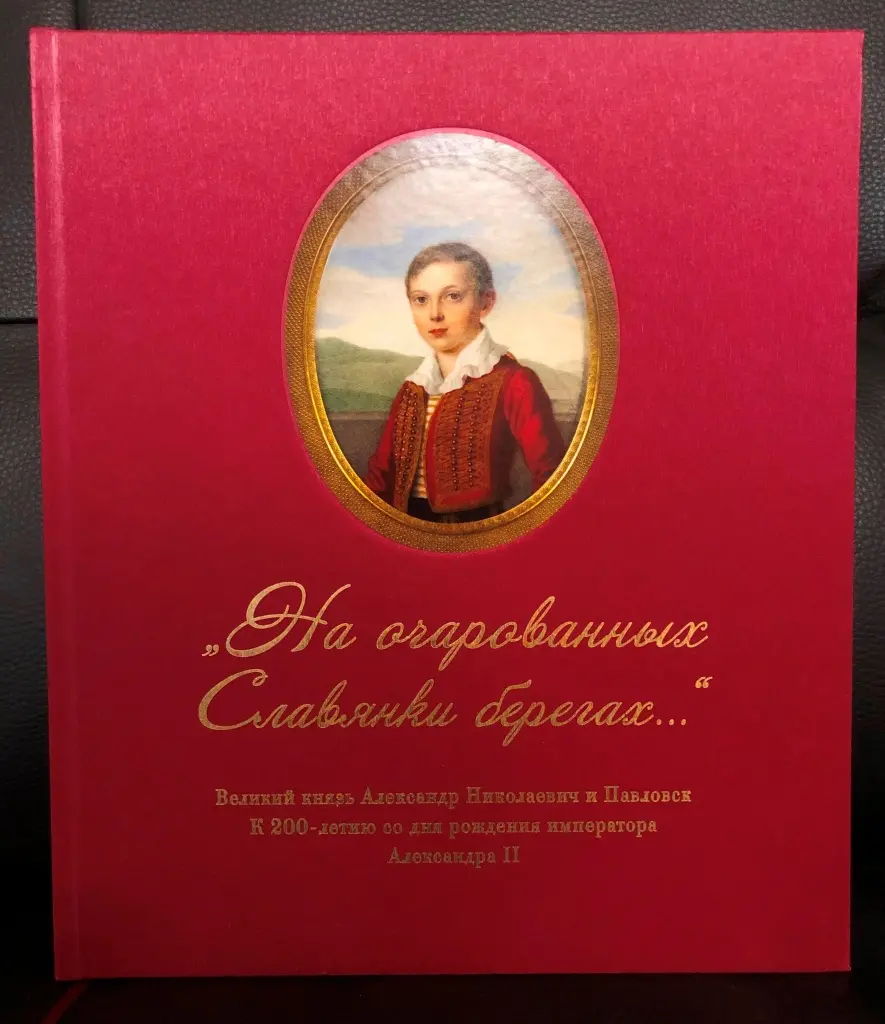 „На очарованных
Славянки берегах...“
Великий князь Александр Николаевич и Павловск
К 200-летию со дня рождения императора
Александра II